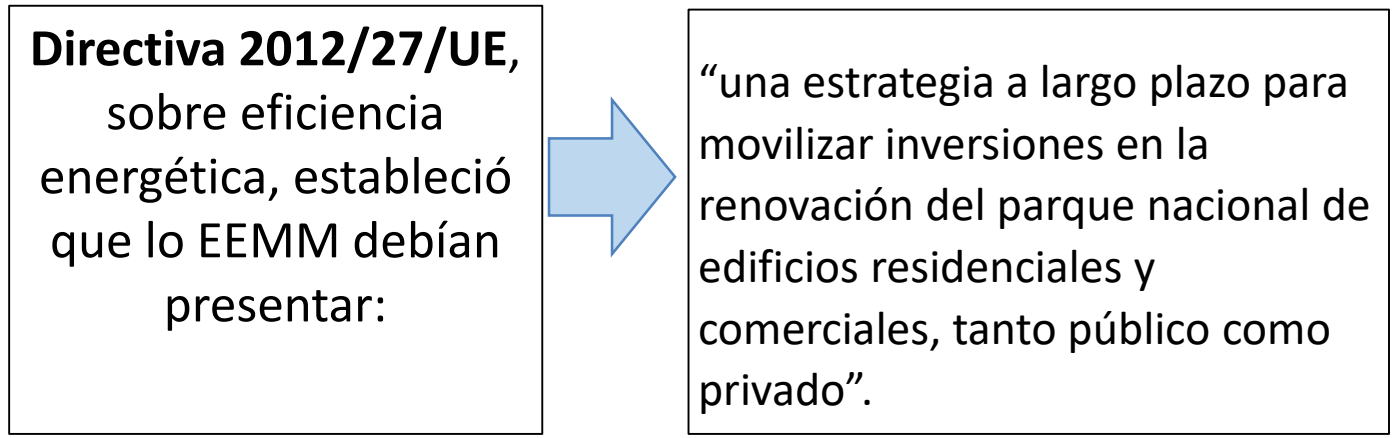 Directiva 2012/27/UE,
sobre eficiencia
energética, estableció
que lo EEMM debían
presentar:
“una estrategia a largo plazo para
movilizar inversiones en la
renovación del parque nacional de
edificios residenciales y
comerciales, tanto público como
privado”.